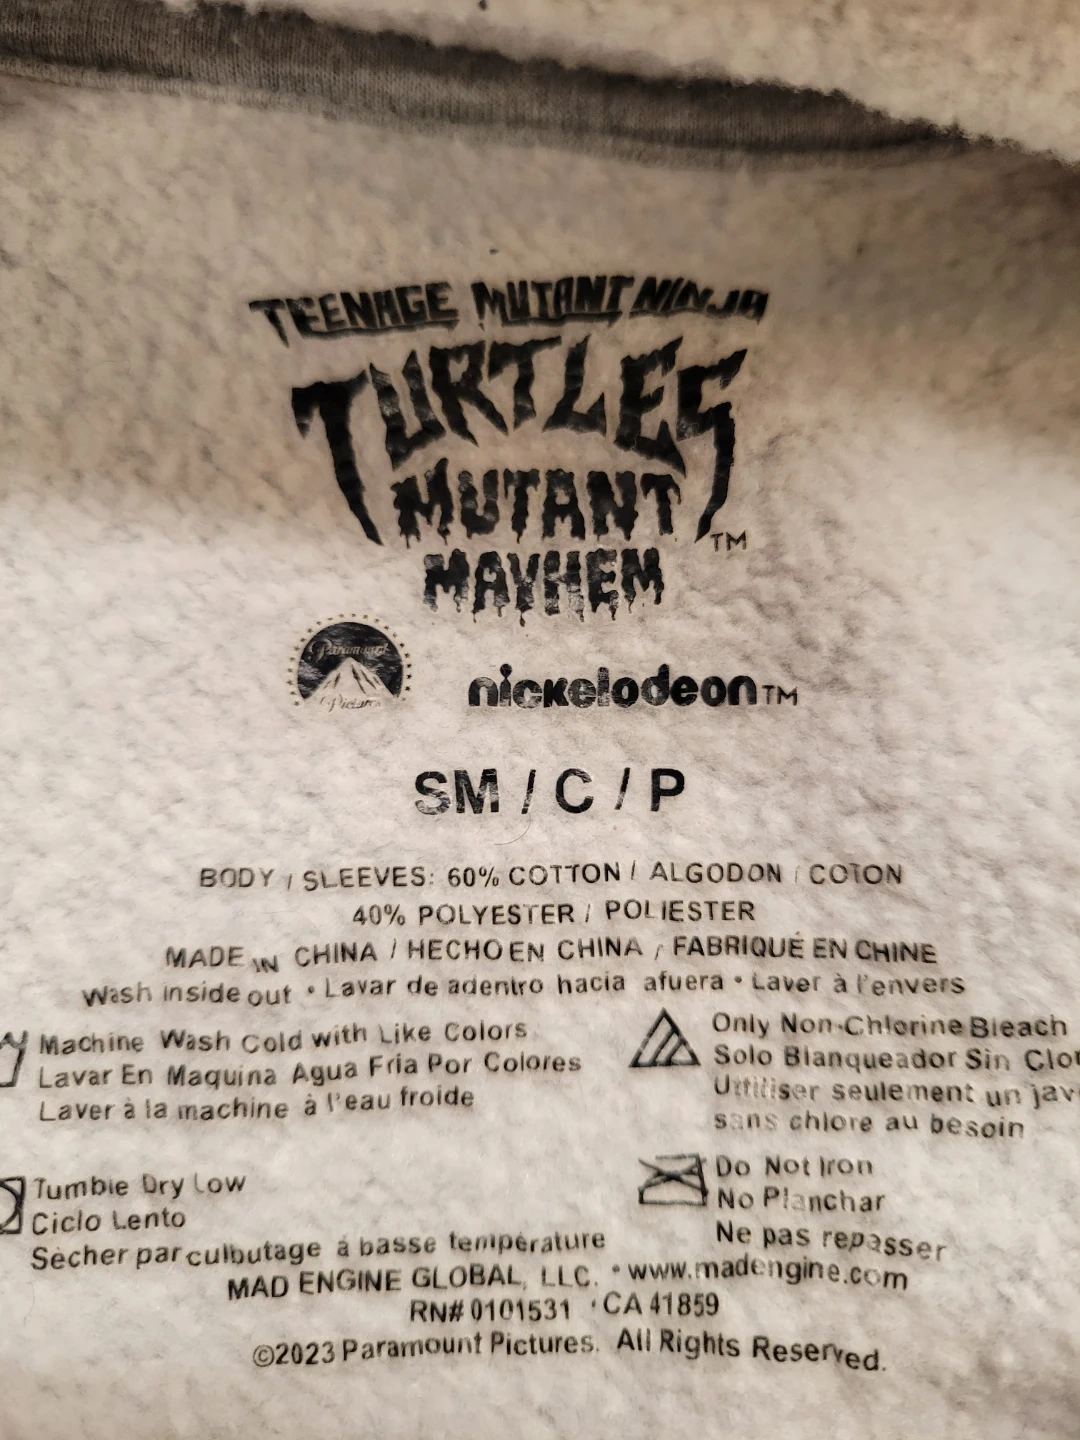 TEENAGE MUTANT NINJA
TURTLES
MUTANT
MAYHEM
TM
Paramount
Pictures
nickelodeon TM
SM / C / P
BODY / SLEEVES: 60% COTTON / ALGODON / COTON
40% POLYESTER / POLIESTER
MADE IN CHINA / HECHO EN CHINA / FABRIQUÉ EN CHINE
Wash inside out • Lavar de adentro hacia afuera • Laver à l'envers
Machine Wash Cold with Like Colors
Lavar En Maquina Agua Fria Por Colores
Laver à la machine à l'eau froide
Only Non-Chlorine Bleach
Solo Blanqueador Sin
Utiliser seulement un
sans chlore au besoin
Tumble Dry Low
Ciclo Lento
Sècher par culbutage à basse température
Do Not Iron
No Planchar
Ne pas repasser
MAD ENGINE GLOBAL, LLC. • www.madengine.com
RN# 0101531 • CA 41859
©2023 Paramount Pictures. All Rights Reserved.